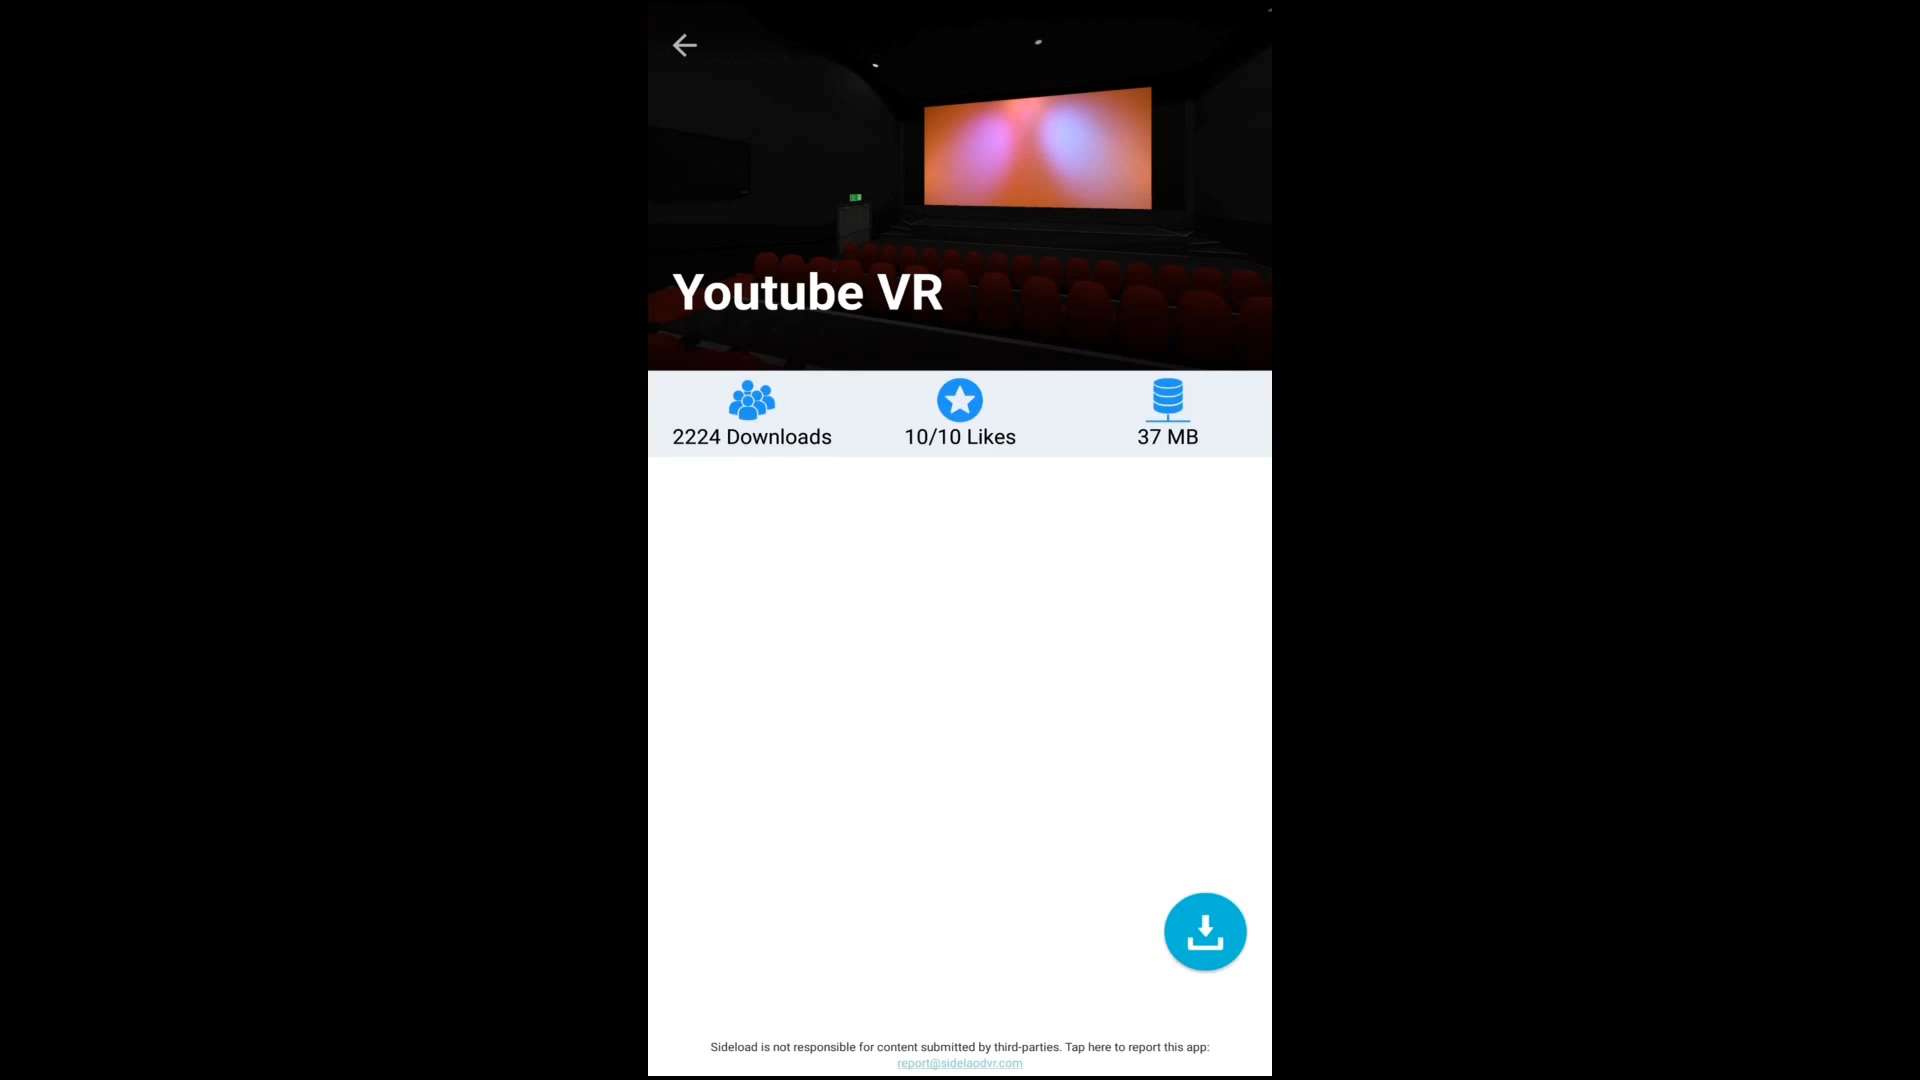 Youtube VR
2224 Downloads
10/10 Likes
37 MB
Sideload is not responsible for content submitted by third-parties. Tap here to report this app:
report@sidelaodvr.com